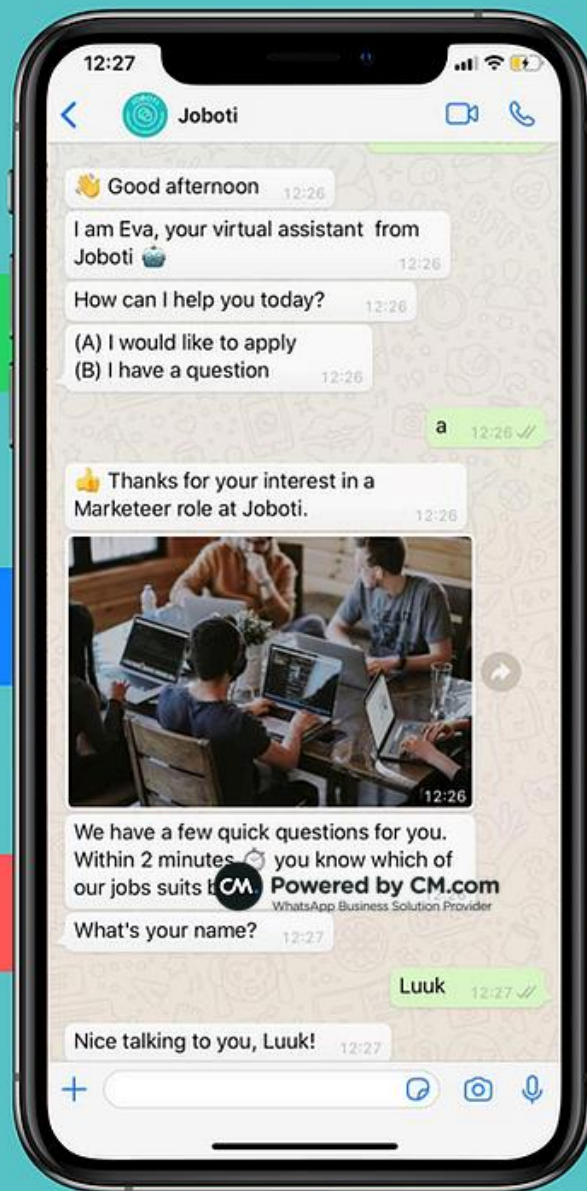 12:27
JOBOTI
Joboti
👋 Good afternoon 12:26
I am Eva, your virtual assistant from
Joboti 🤖 12:26
How can I help you today? 12:26
(A) I would like to apply
(B) I have a question 12:26
a 12:26
👍 Thanks for your interest in a
Marketeer role at Joboti. 12:26
12:26
We have a few quick questions for you.
Within 2 minutes ⏱ you know which of
our jobs suits
CM. Powered by CM.com
WhatsApp Business Solution Provider
What's your name? 12:27
Luuk 12:27
Nice talking to you, Luuk! 12:27